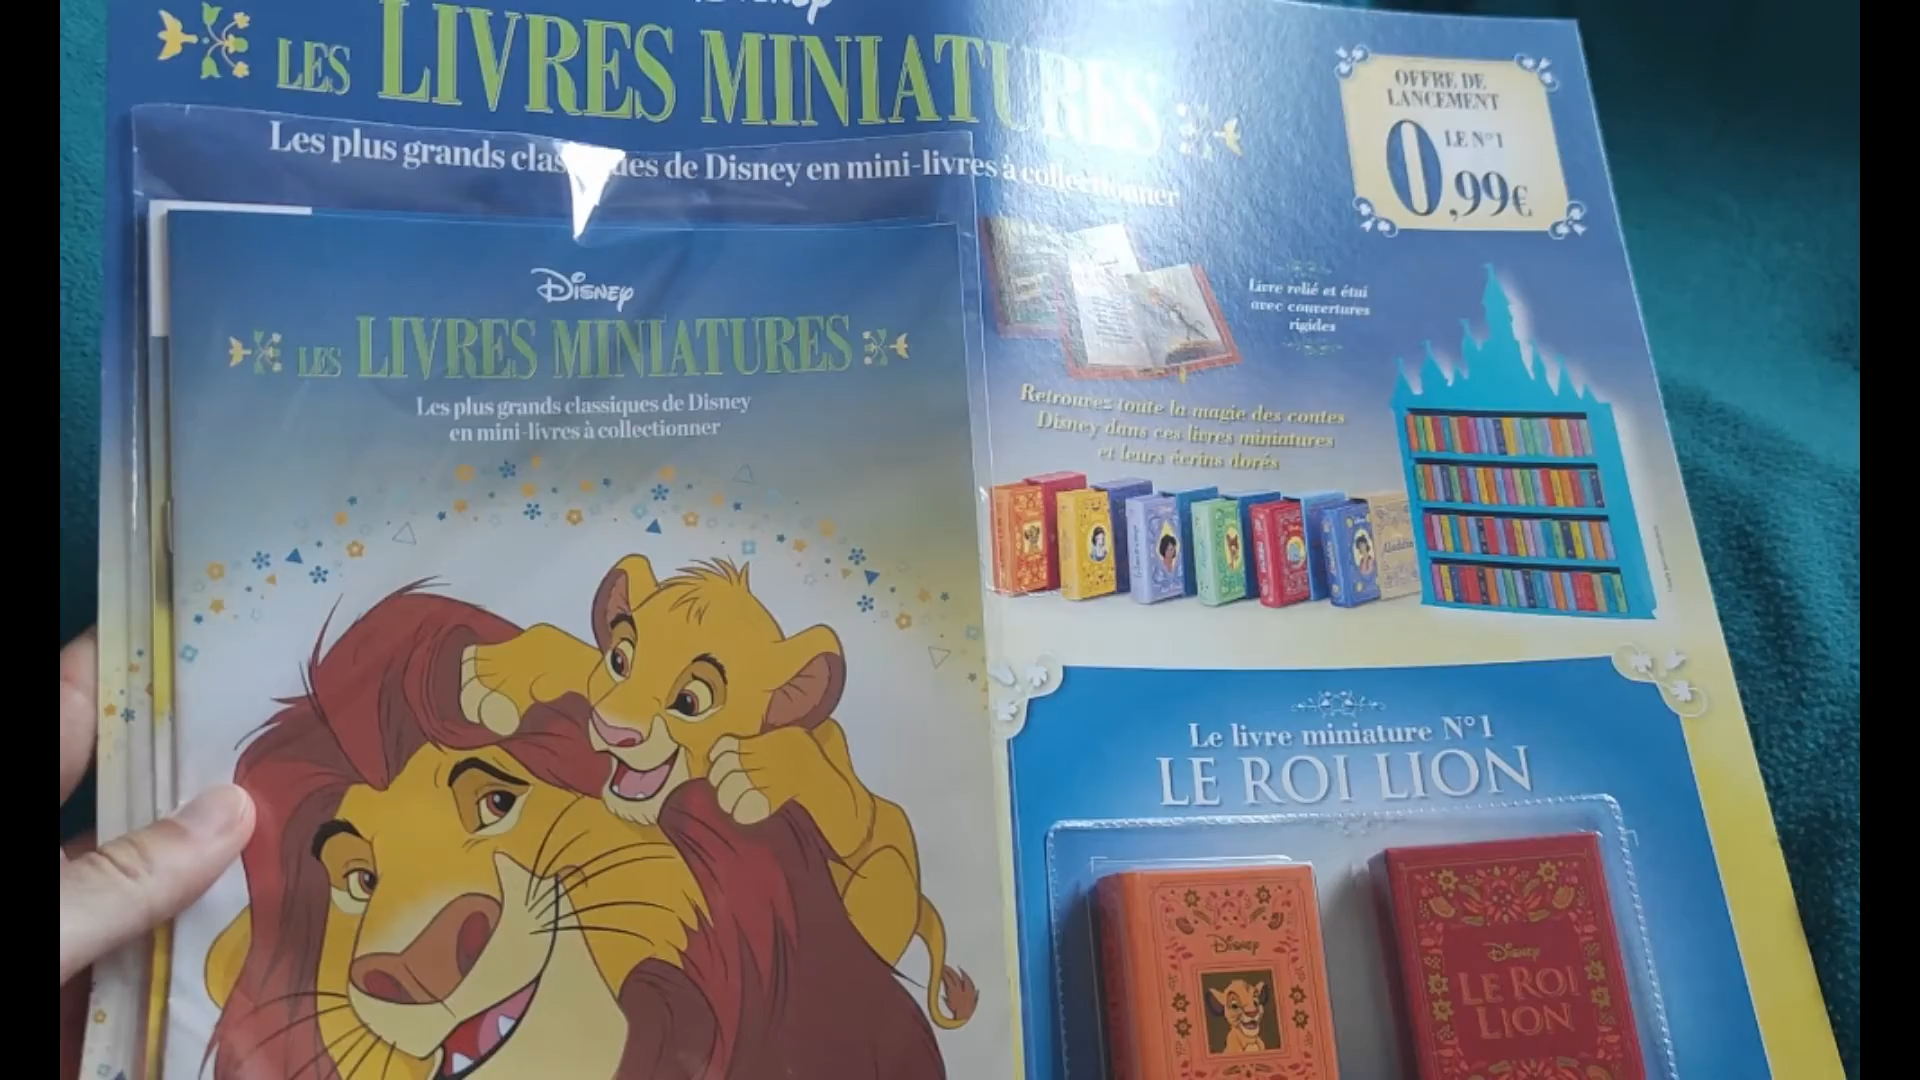 LES LIVRES MINIATURES
Les plus grands classiques de Disney en mini-livres à collectionner
OFFRE DE
LANCEMENT
0,99€
LE N°1
Livre relié et étui
avec couvertures
rigides
Retrouvez toute la magie des contes
Disney dans ces livres miniatures
et leurs écrins dorés
Aladdin
Disney
LES LIVRES MINIATURES
Les plus grands classiques de Disney
en mini-livres à collectionner
Le livre miniature N°1
LE ROI LION
Disney
Disney
LE ROI
LION